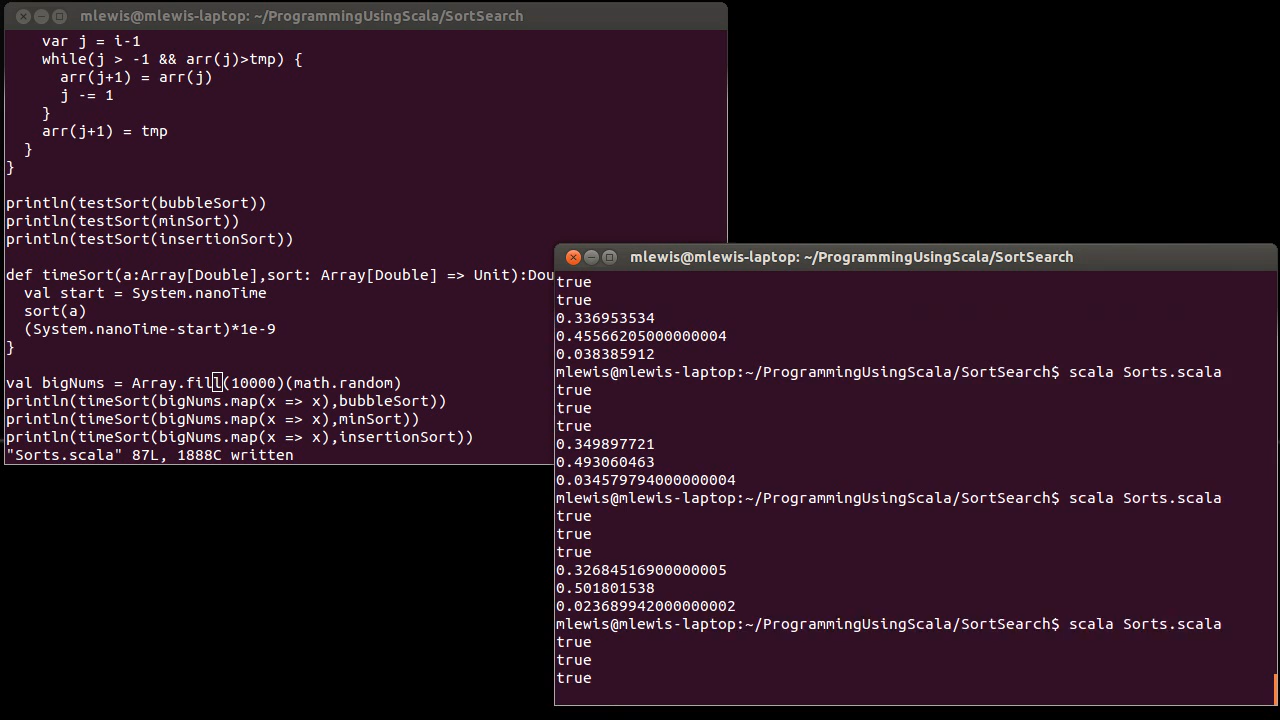 mlewis@mlewis-laptop: ~/ProgrammingUsingScala/SortSearch
    var j = i-1
    while(j > -1 && arr(j)>tmp) {
      arr(j+1) = arr(j)
      j -= 1
    }
    arr(j+1) = tmp
  }
}
println(testSort(bubbleSort))
println(testSort(minSort))
println(testSort(insertionSort))
def timeSort(a:Array[Double],sort: Array[Double] => Unit):Dou
  val start = System.nanoTime
  sort(a)
  (System.nanoTime-start)*1e-9
}
val bigNums = Array.fill(10000)(math.random)
println(timeSort(bigNums.map(x => x),bubbleSort))
println(timeSort(bigNums.map(x => x),minSort))
println(timeSort(bigNums.map(x => x),insertionSort))
"Sorts.scala" 87L, 1888C written
mlewis@mlewis-laptop: ~/ProgrammingUsingScala/SortSearch
true
true
0.336953534
0.45566205000000004
0.038385912
mlewis@mlewis-laptop:~/ProgrammingUsingScala/SortSearch$ scala Sorts.scala
true
true
true
0.349897721
0.493060463
0.034579794000000004
mlewis@mlewis-laptop:~/ProgrammingUsingScala/SortSearch$ scala Sorts.scala
true
true
true
0.32684516900000005
0.501801538
0.023689942000000002
mlewis@mlewis-laptop:~/ProgrammingUsingScala/SortSearch$ scala Sorts.scala
true
true
true